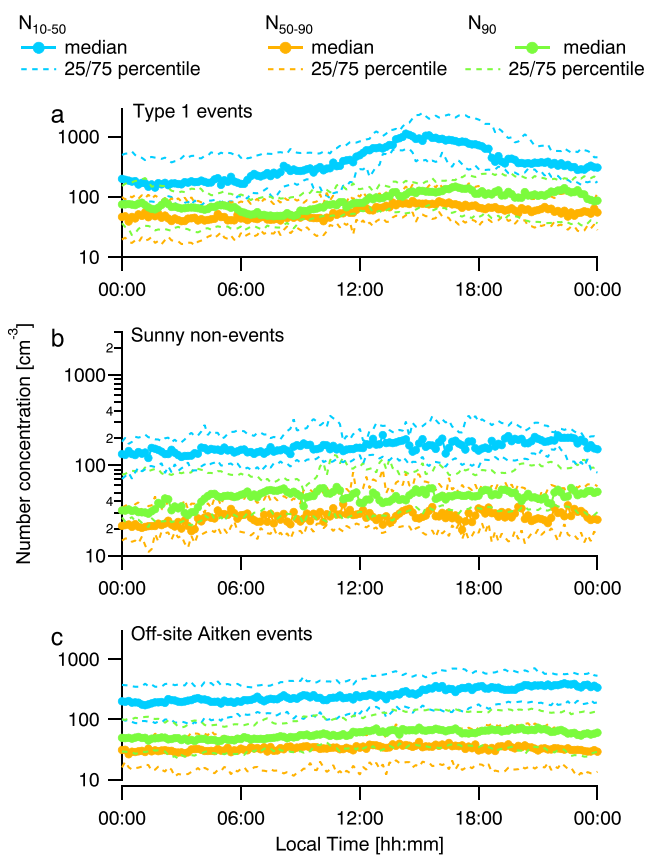 N10-50 N50-90 N90
median median median
25/75 percentile 25/75 percentile 25/75 percentile
a Type 1 events
1000
100
10
00:00 06:00 12:00 18:00 00:00
b Sunny non-events
2
1000
4
2
100
4
2
10
00:00 06:00 12:00 18:00 00:00
Number concentration [cm-3]
c Off-site Aitken events
1000
100
10
00:00 06:00 12:00 18:00 00:00
Local Time [hh:mm]